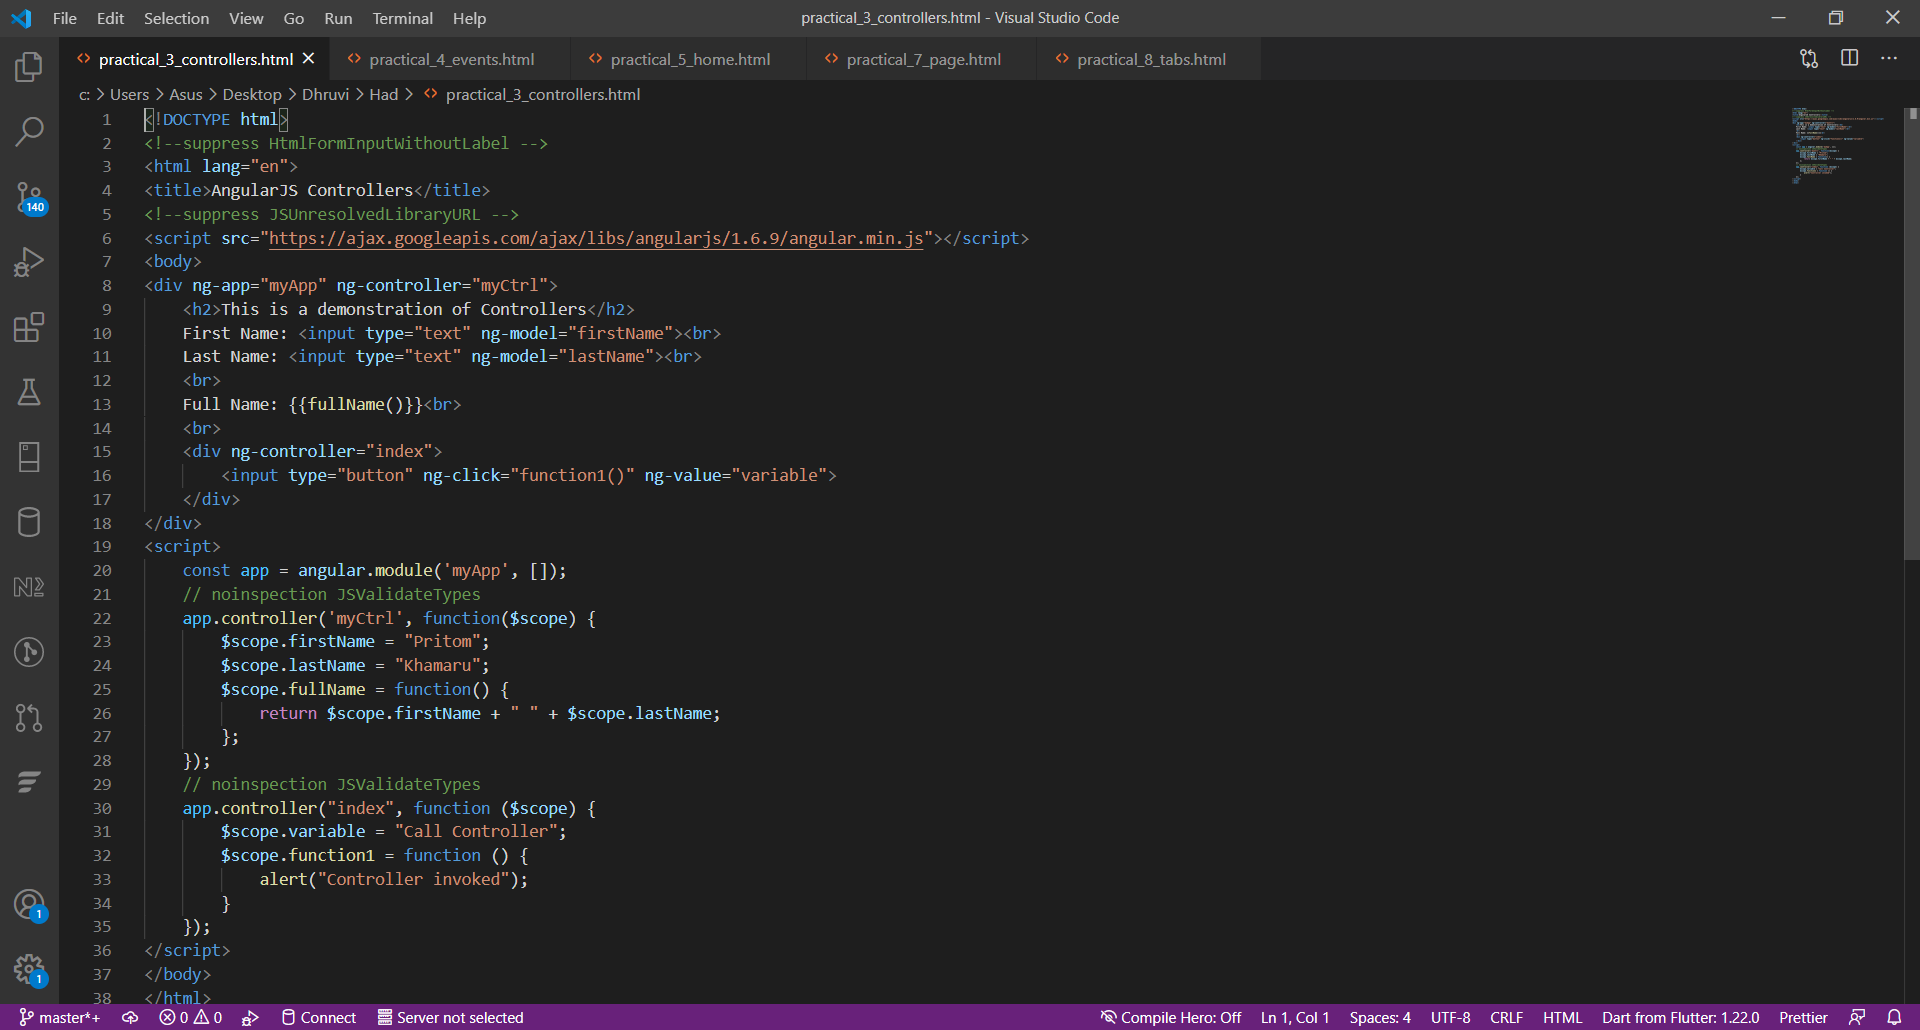 File Edit Selection View Go Run Terminal Help
practical_3_controllers.html - Visual Studio Code
practical_3_controllers.html practical_4_events.html practical_5_home.html practical_7_page.html practical_8_tabs.html
c: > Users > Asus > Desktop > Dhruvi > Had > practical_3_controllers.html
1 <!DOCTYPE html>
2 <!--suppress HtmlFormInputWithoutLabel -->
3 <html lang="en">
4 <title>AngularJS Controllers</title>
5 <!--suppress JSUnresolvedLibraryURL -->
6 <script src="https://ajax.googleapis.com/ajax/libs/angularjs/1.6.9/angular.min.js"></script>
7 <body>
8 <div ng-app="myApp" ng-controller="myCtrl">
9     <h2>This is a demonstration of Controllers</h2>
10     First Name: <input type="text" ng-model="firstName"><br>
11     Last Name: <input type="text" ng-model="lastName"><br>
12     <br>
13     Full Name: {{fullName()}}<br>
14     <br>
15     <div ng-controller="index">
16         <input type="button" ng-click="function1()" ng-value="variable">
17     </div>
18 </div>
19 <script>
20     const app = angular.module('myApp', []);
21     // noinspection JSValidateTypes
22     app.controller('myCtrl', function($scope) {
23         $scope.firstName = "Pritom";
24         $scope.lastName = "Khamaru";
25         $scope.fullName = function() {
26             return $scope.firstName + " " + $scope.lastName;
27         };
28     });
29     // noinspection JSValidateTypes
30     app.controller("index", function ($scope) {
31         $scope.variable = "Call Controller";
32         $scope.function1 = function () {
33             alert("Controller invoked");
34         }
35     });
36 </script>
37 </body>
38 </html>
140
1
1
master*+ 0 0 Connect Server not selected Compile Hero: Off Ln 1, Col 1 Spaces: 4 UTF-8 CRLF HTML Dart from Flutter: 1.22.0 Prettier